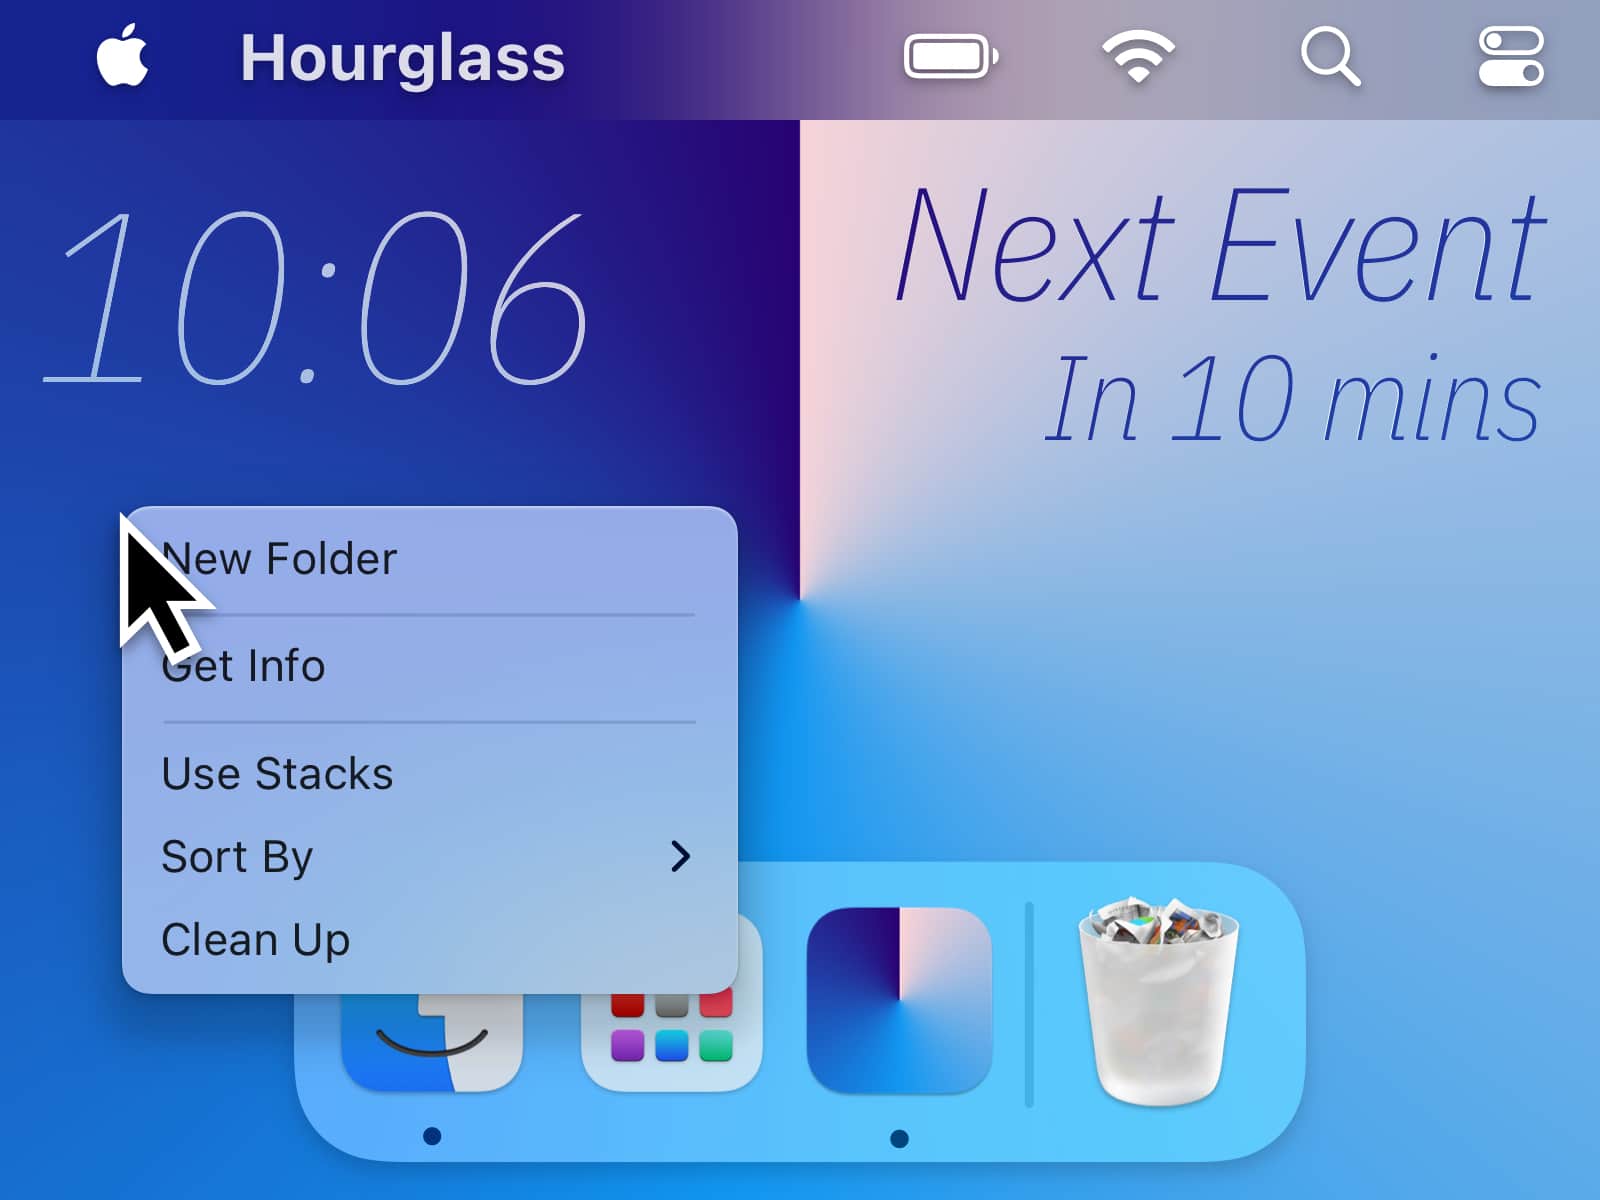 Hourglass
10:06
Next Event
In 10 mins
New Folder
Get Info
Use Stacks
Sort By
Clean Up